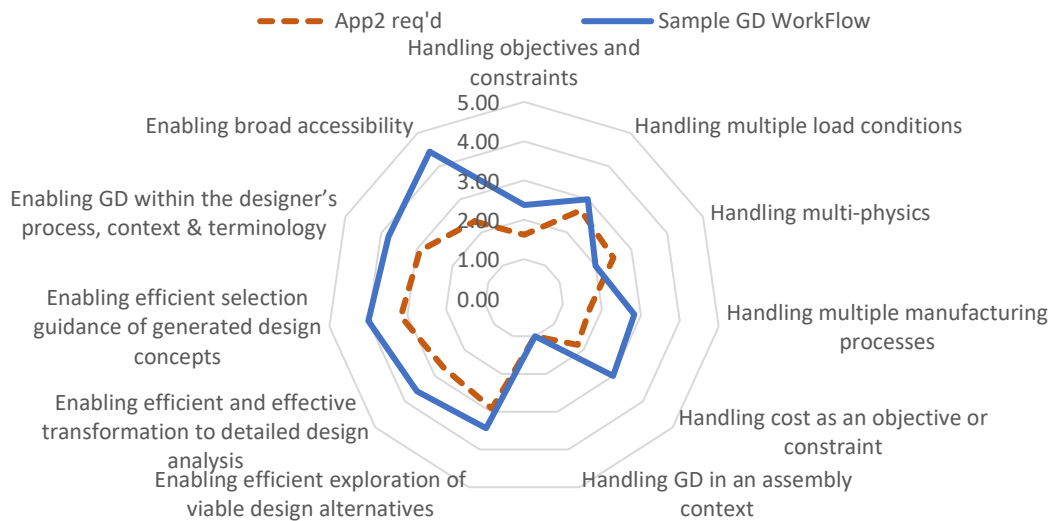 App2 req'd
Sample GD WorkFlow
Handling objectives and
constraints
5.00
4.00
3.00
2.00
1.00
0.00
Handling multiple load conditions
Handling multi-physics
Handling multiple manufacturing
processes
Handling cost as an objective or
constraint
Handling GD in an assembly
context
Enabling efficient exploration of
viable design alternatives
Enabling efficient and effective
transformation to detailed design
analysis
Enabling efficient selection
guidance of generated design
concepts
Enabling GD within the designer’s
process, context & terminology
Enabling broad accessibility